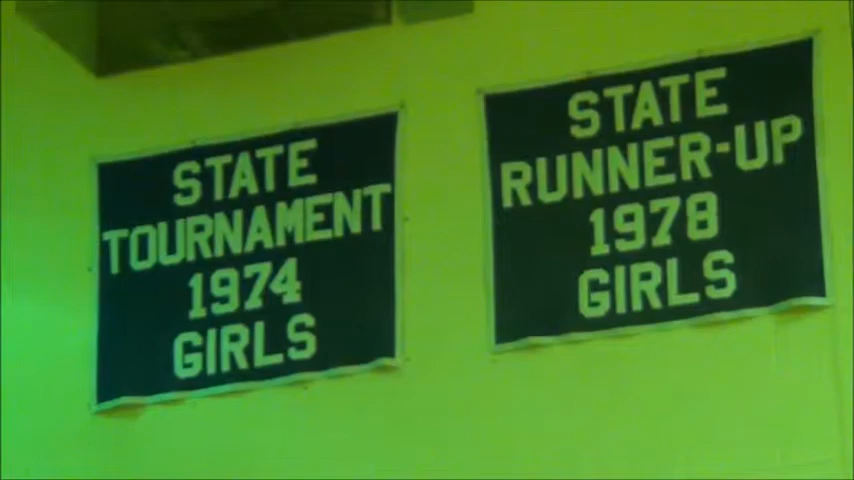 STATE
TOURNAMENT
1974
GIRLS
STATE
RUNNER-UP
1978
GIRLS